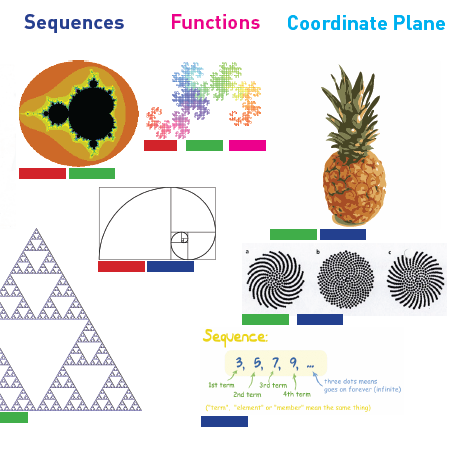 Sequences
Functions
Coordinate Plane
a
b
c
Sequence:
3, 5, 7, 9, ...
1st term
2nd term
3rd term
4th term
three dots means
goes on forever (infinite)
("term", "element" or "member" mean the same thing)